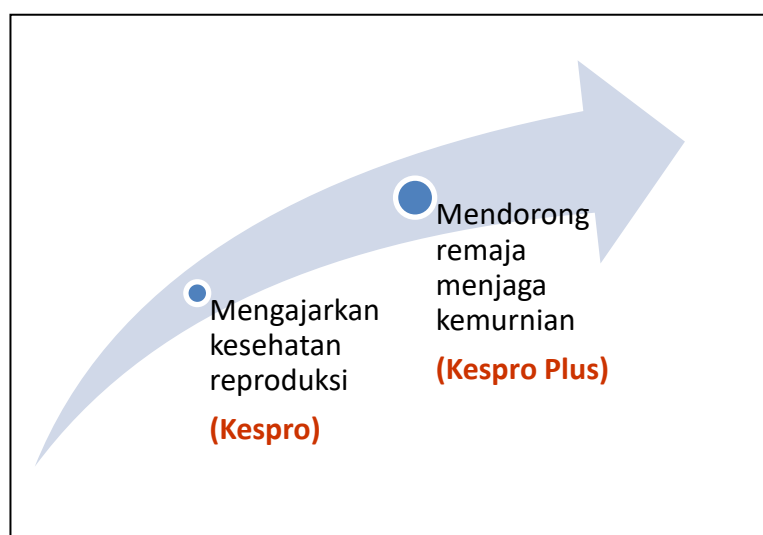 Mengajarkan
kesehatan
reproduksi
(Kespro)
Mendorong
remaja
menjaga
kemurnian
(Kespro Plus)